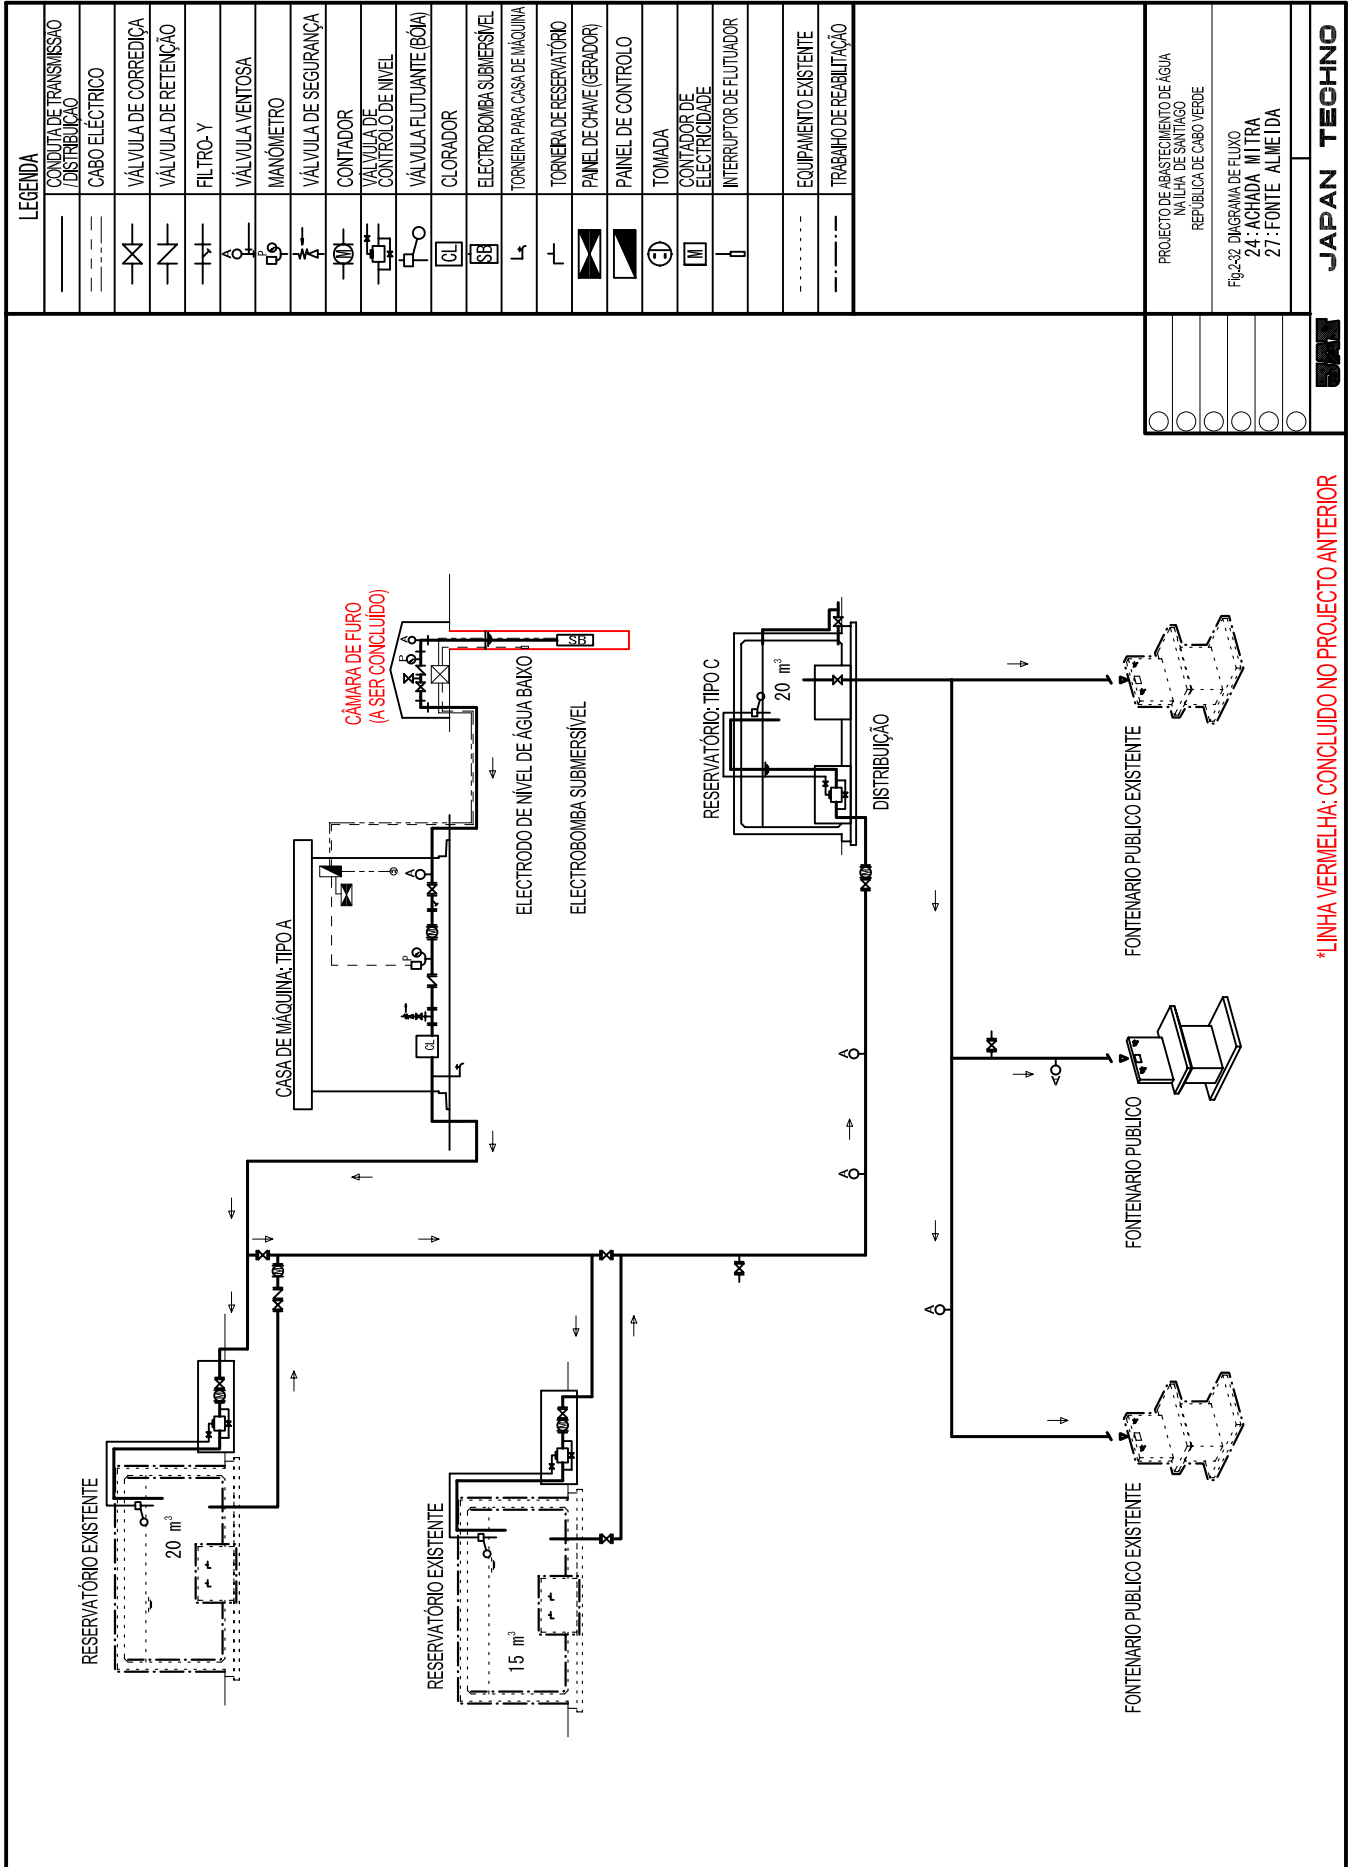 LEGENDA
CONDUTA DE TRANSMISSAO
/DISTRIBUIÇAO
CABO ELÉCTRICO
VÁLVULA DE CORREDIÇA
VÁLVULA DE RETENÇÃO
FILTRO-Y
VÁLVULA VENTOSA
A
MANÓMETRO
P
VÁLVULA DE SEGURANÇA
CONTADOR
M
VÁLVULA DE
CONTROLO DE NIVEL
VÁLVULA FLUTUANTE (BÓIA)
CLORADOR
CL
ELECTRO BOMBA SUBMERSÍVEL
SB
TORNEIRA PARA CASA DE MÁQUINA
TORNEIRA DE RESERVATÓRIO
PAINEL DE CHAVE (GERADOR)
PAINEL DE CONTROLO
TOMADA
CONTADOR DE
ELECTRICIDADE
M
INTERRUPTOR DE FLUTUADOR
EQUIPAMENTO EXISTENTE
TRABAlHO DE REABILITAÇÃO
PROJECTO DE ABASTECIMENTO DE ÁGUA
NA ILHA DE SANTIAGO
REPÚBLICA DE CABO VERDE
Fig.2-32 DIAGRAMA DE FLUXO
24:ACHADA MITRA
27:FONTE ALMEIDA
JAPAN TECHNO
CÂMARA DE FURO
(A SER CONCLUÍDO)
A
P
SB
ELECTRODO DE NÍVEL DE ÁGUA BAIXO
ELECTROBOMBA SUBMERSÍVEL
CASA DE MÁQUINA: TIPO A
A
P
CL
RESERVATÓRIO: TIPO C
20 m³
DISTRIBUIÇÃO
A
A
RESERVATÓRIO EXISTENTE
20 m³
RESERVATÓRIO EXISTENTE
15 m³
A
A
FONTENARIO PUBLICO EXISTENTE
FONTENARIO PUBLICO
FONTENARIO PUBLICO EXISTENTE
*LINHA VERMELHA: CONCLUIDO NO PROJECTO ANTERIOR